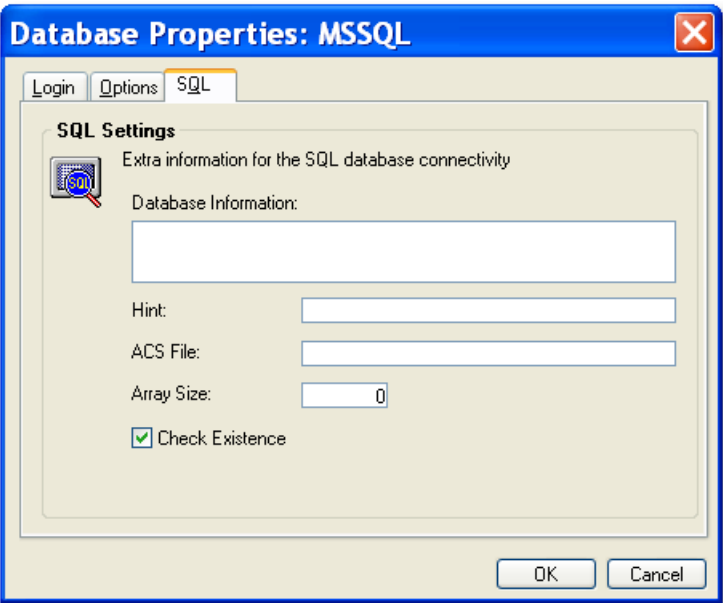 Database Properties: MSSQL
Login Options SQL
SQL Settings
Extra information for the SQL database connectivity
SQL
Database Information:
Hint:
ACS File:
Array Size: 0
Check Existence
OK Cancel